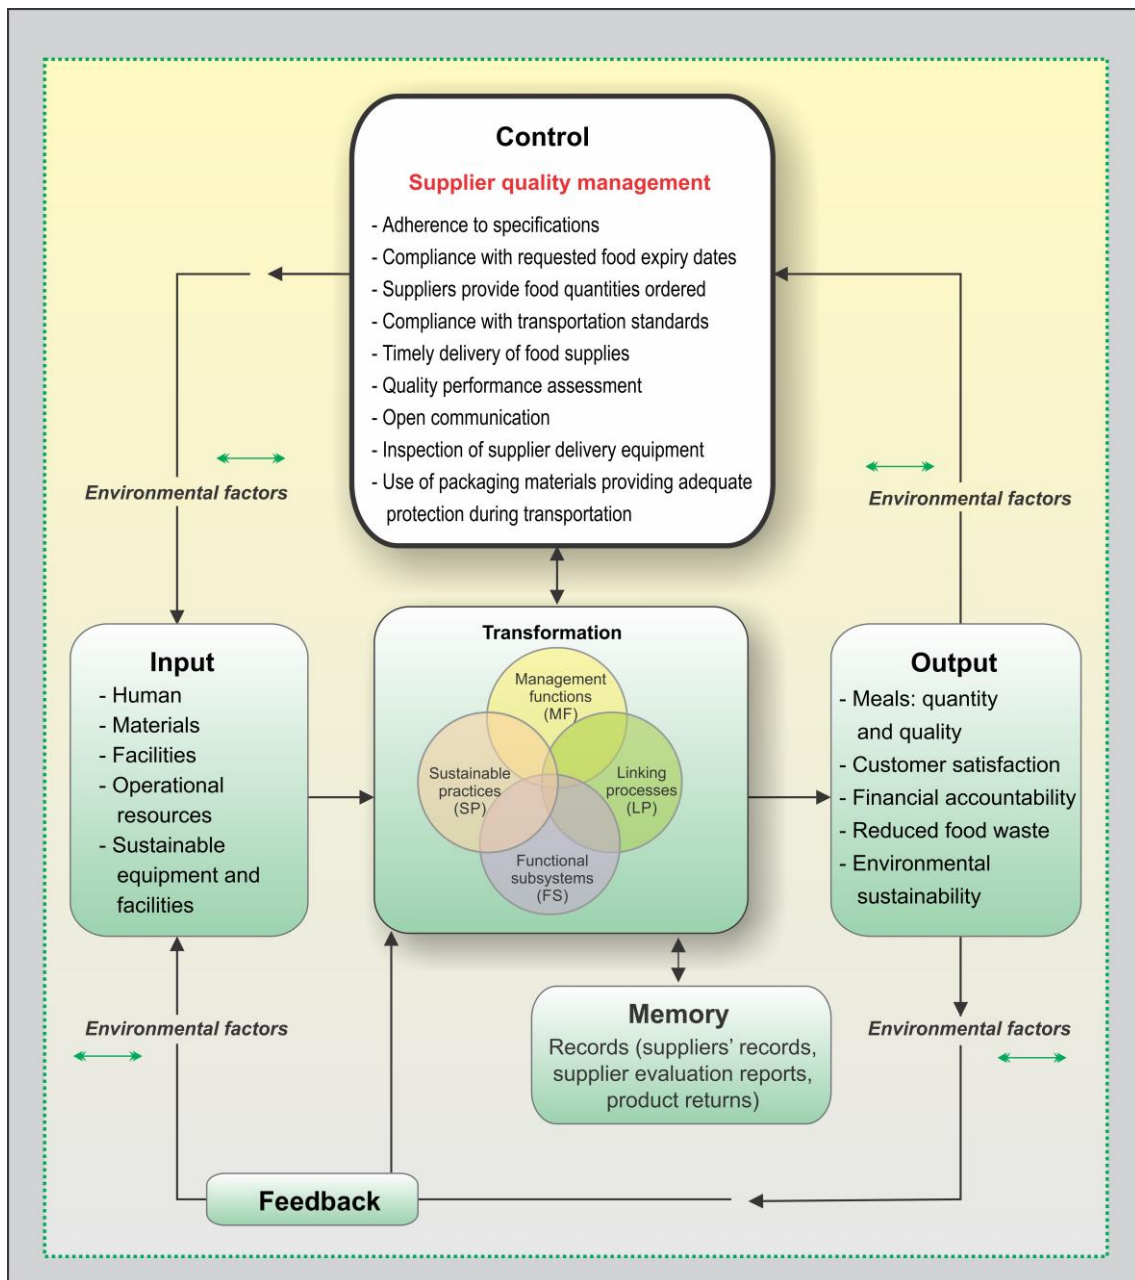 Control
Supplier quality management
- Adherence to specifications
- Compliance with requested food expiry dates
- Suppliers provide food quantities ordered
- Compliance with transportation standards
- Timely delivery of food supplies
- Quality performance assessment
- Open communication
- Inspection of supplier delivery equipment
- Use of packaging materials providing adequate
protection during transportation
Environmental factors
Environmental factors
Input
- Human
- Materials
- Facilities
- Operational
resources
- Sustainable
equipment and
facilities
Transformation
Management
functions
(MF)
Sustainable
practices
(SP)
Linking
processes
(LP)
Functional
subsystems
(FS)
Output
- Meals: quantity
and quality
- Customer satisfaction
- Financial accountability
- Reduced food waste
- Environmental
sustainability
Environmental factors
Memory
Records (suppliers’ records,
supplier evaluation reports,
product returns)
Environmental factors
Feedback